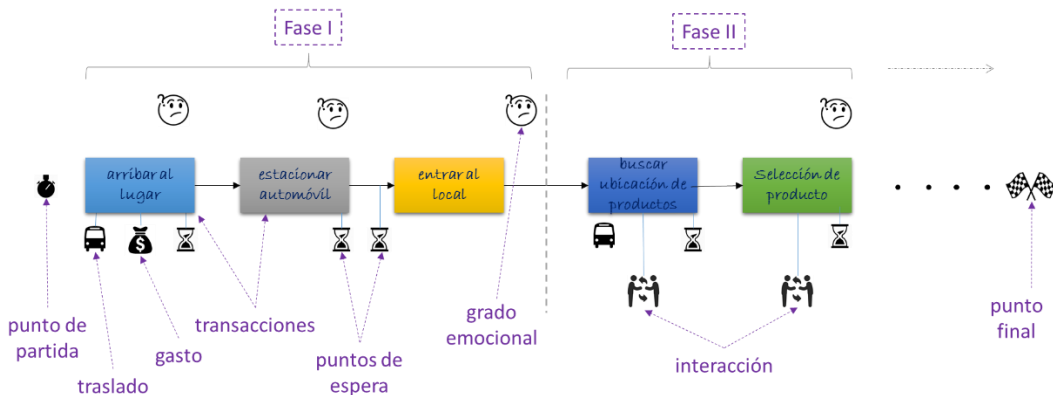 Fase I
Fase II
arribar al
lugar
estacionar
automóvil
entrar al
local
buscar
ubicación de
productos
Selección de
producto
$
punto de
partida
traslado
gasto
transacciones
puntos de
espera
grado
emocional
interacción
punto
final